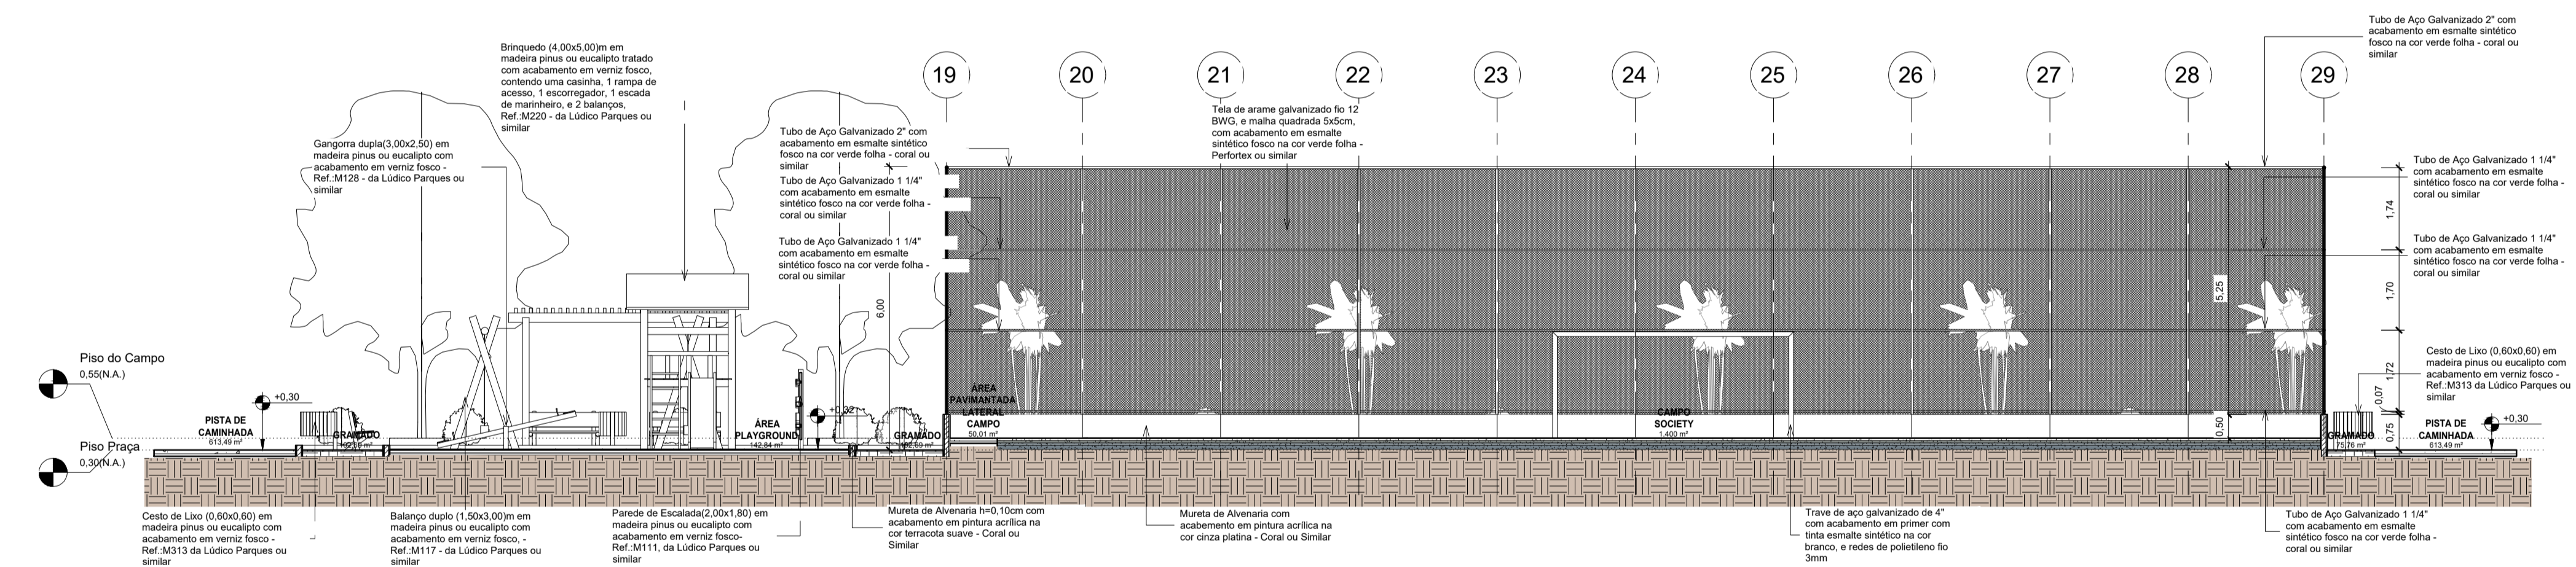 Brinquedo (4,00x5,00)m em
madeira pinus ou eucalipto tratado
com acabamento em verniz fosco,
contendo uma casinha, 1 rampa de
acesso, 1 escorregador, 1 escada
de marinheiro, e 2 balanços,
Ref.:M220 - da Lúdico Parques ou
similar
Gangorra dupla(3,00x2,50) em
madeira pinus ou eucalipto com
acabamento em verniz fosco -
Ref.:M128 - da Lúdico Parques ou
similar
Tubo de Aço Galvanizado 2" com
acabamento em esmalte sintético
fosco na cor verde folha - coral ou
similar
Tubo de Aço Galvanizado 1 1/4"
com acabamento em esmalte
sintético fosco na cor verde folha -
coral ou similar
Tubo de Aço Galvanizado 1 1/4"
com acabamento em esmalte
sintético fosco na cor verde folha -
coral ou similar
6,00
19
20
21
22
23
24
25
26
27
28
29
Tela de arame galvanizado fio 12
BWG, e malha quadrada 5x5cm,
com acabamento em esmalte
sintético fosco na cor verde folha -
Perfortex ou similar
Tubo de Aço Galvanizado 2" com
acabamento em esmalte sintético
fosco na cor verde folha - coral ou
similar
Tubo de Aço Galvanizado 1 1/4"
com acabamento em esmalte
sintético fosco na cor verde folha -
coral ou similar
Tubo de Aço Galvanizado 1 1/4"
com acabamento em esmalte
sintético fosco na cor verde folha -
coral ou similar
1,74
1,70
1,72
0,07
0,75
5,25
0,50
Cesto de Lixo (0,60x0,60) em
madeira pinus ou eucalipto com
acabamento em verniz fosco -
Ref.:M313 da Lúdico Parques ou
similar
Piso do Campo
0,55(N.A.)
Piso Praça
0,30(N.A.)
+0,30
PISTA DE
CAMINHADA
613,49 m²
GRAMADO
ÁREA
PLAYGROUND
142,84 m²
+0,32
GRAMADO
ÁREA
PAVIMANTADA
LATERAL
CAMPO
50,01 m²
CAMPO
SOCIETY
1.400 m²
GRAMADO
75,76 m²
PISTA DE
CAMINHADA
613,49 m²
+0,30
Cesto de Lixo (0,60x0,60) em
madeira pinus ou eucalipto com
acabamento em verniz fosco -
Ref.:M313 da Lúdico Parques ou
similar
Balanço duplo (1,50x3,00)m em
madeira pinus ou eucalipto com
acabamento em verniz fosco, -
Ref.:M117 - da Lúdico Parques ou
similar
Parede de Escalada(2,00x1,80) em
madeira pinus ou eucalipto com
acabamento em verniz fosco-
Ref.:M111, da Lúdico Parques ou
similar
Mureta de Alvenaria h=0,10cm com
acabamento em pintura acrílica na
cor terracota suave - Coral ou
Similar
Mureta de Alvenaria com
acabemento em pintura acrílica na
cor cinza platina - Coral ou Similar
Trave de aço galvanizado de 4"
com acabamento em primer com
tinta esmalte sintético na cor
branco, e redes de polietileno fio
3mm
Tubo de Aço Galvanizado 1 1/4"
com acabamento em esmalte
sintético fosco na cor verde folha -
coral ou similar